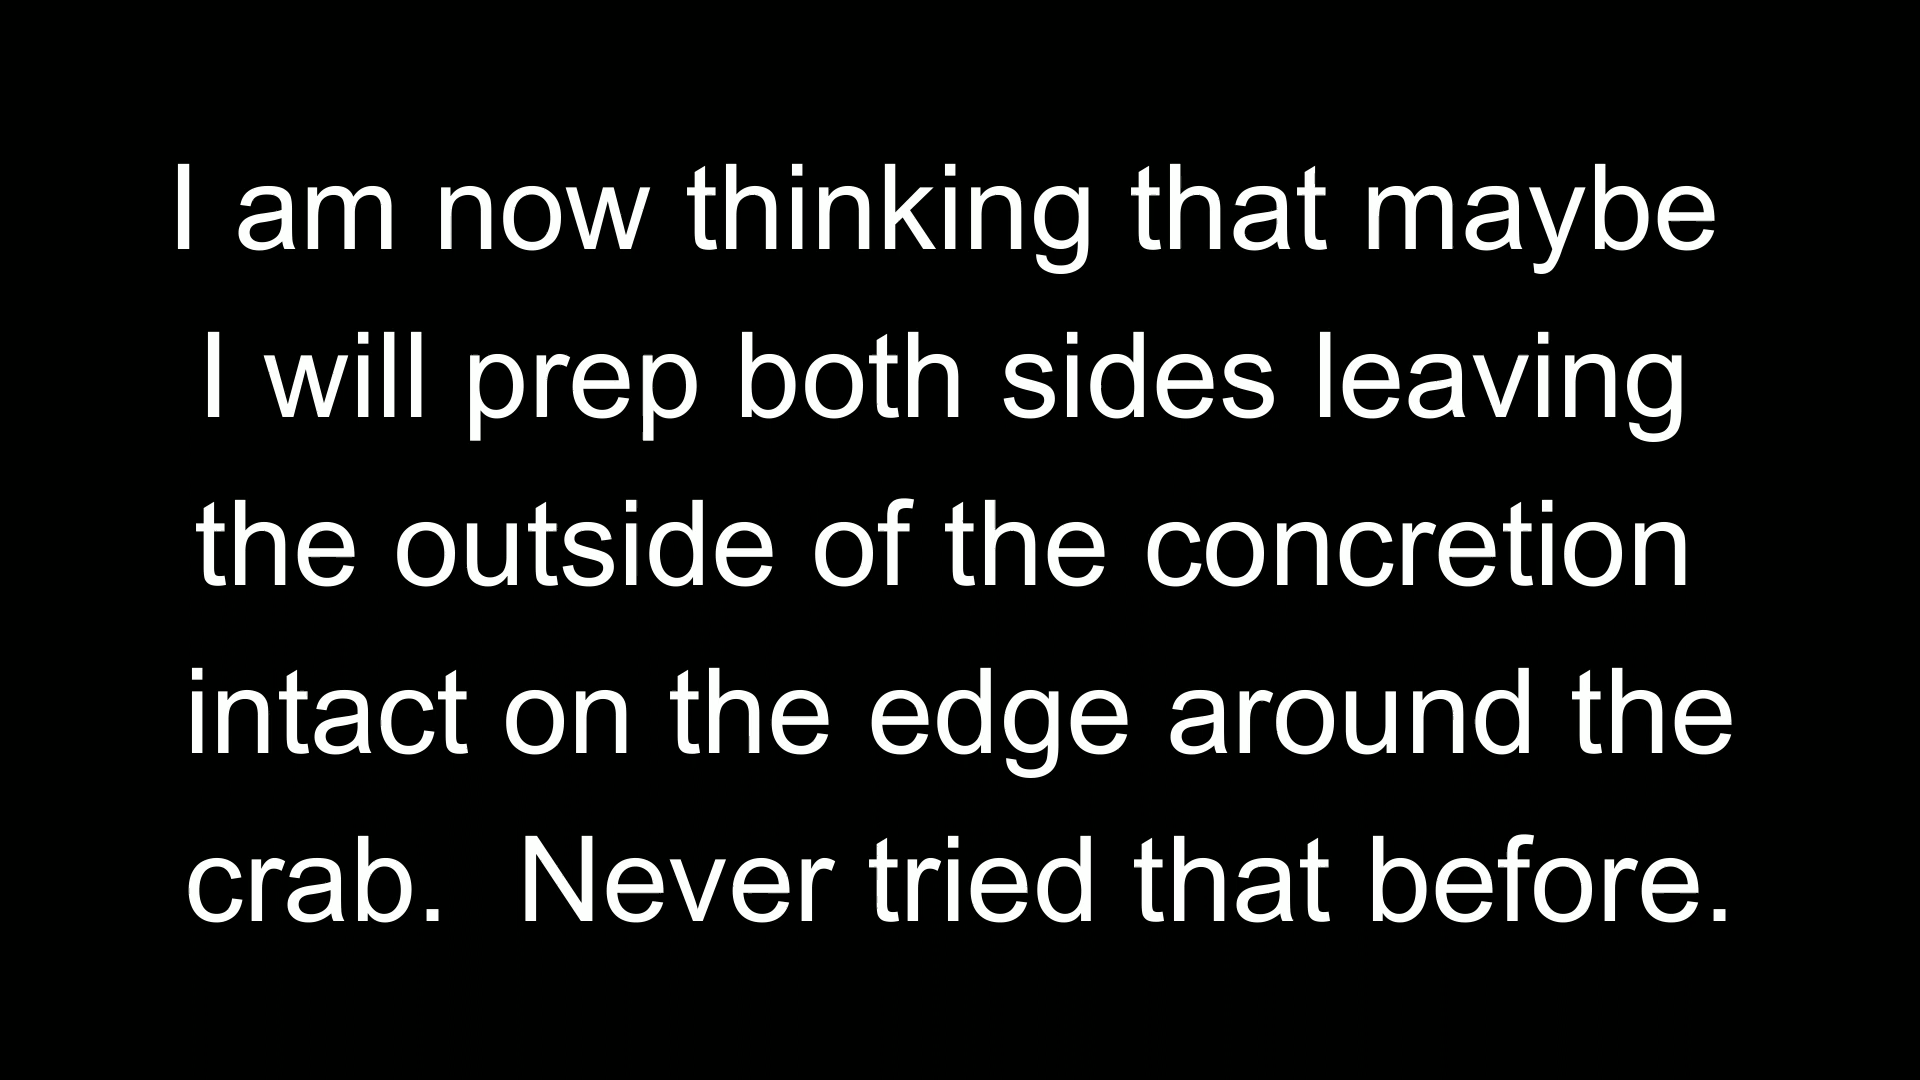 I am now thinking that maybe
I will prep both sides leaving
the outside of the concretion
intact on the edge around the
crab.  Never tried that before.